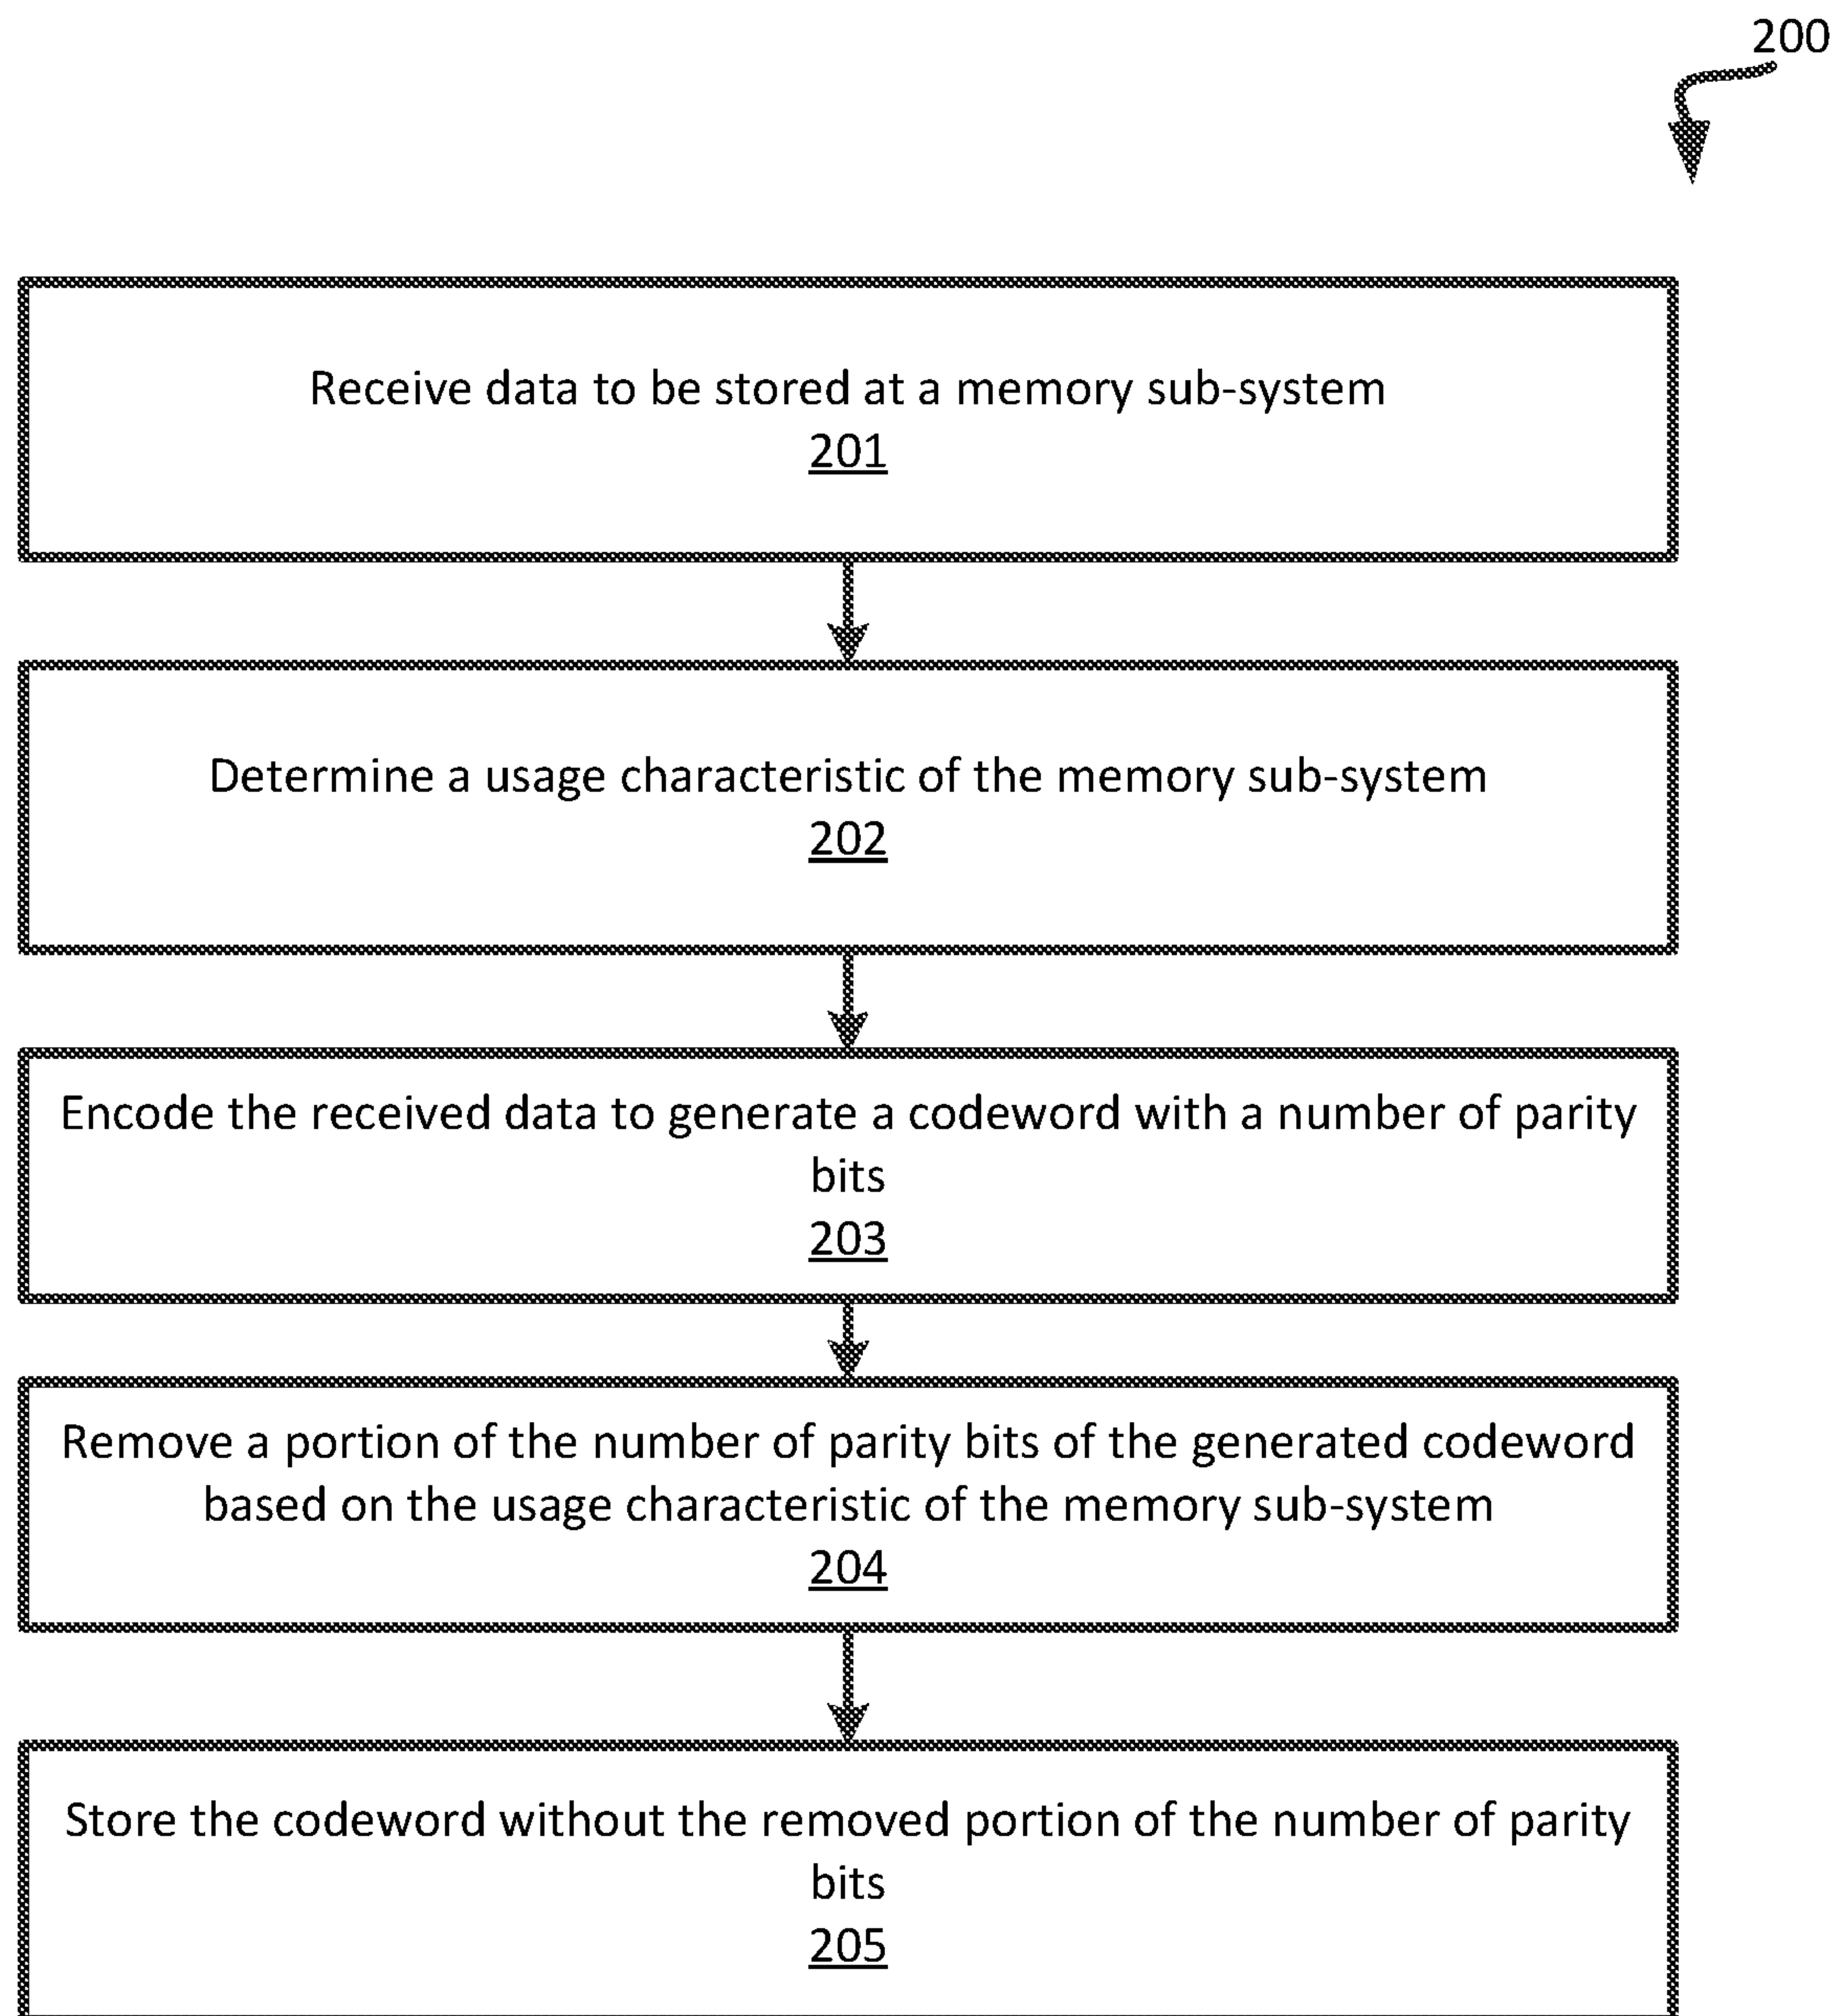 200
Receive data to be stored at a memory sub-system
201
Determine a usage characteristic of the memory sub-system
202
Encode the received data to generate a codeword with a number of parity
bits
203
Remove a portion of the number of parity bits of the generated codeword
based on the usage characteristic of the memory sub-system
204
Store the codeword without the removed portion of the number of parity
bits
205